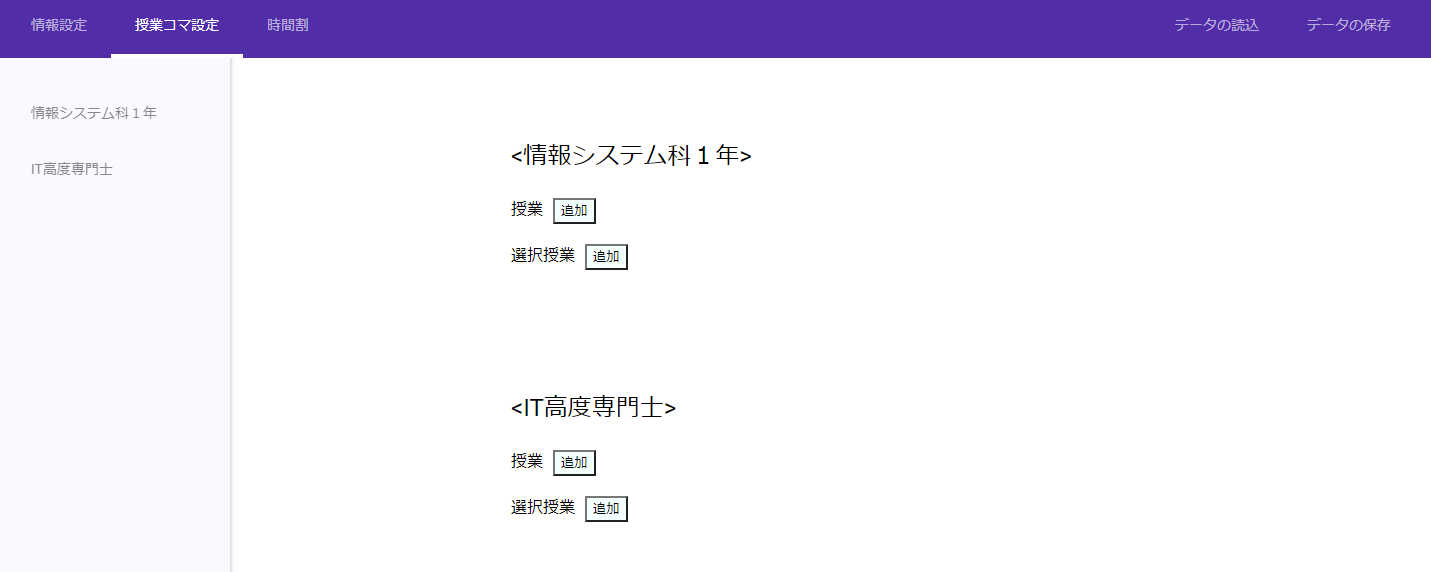 情報設定 授業コマ設定 時間割 データの読込 データの保存
情報システム科１年
IT高度専門士
<情報システム科１年>
授業 追加
選択授業 追加
<IT高度専門士>
授業 追加
選択授業 追加